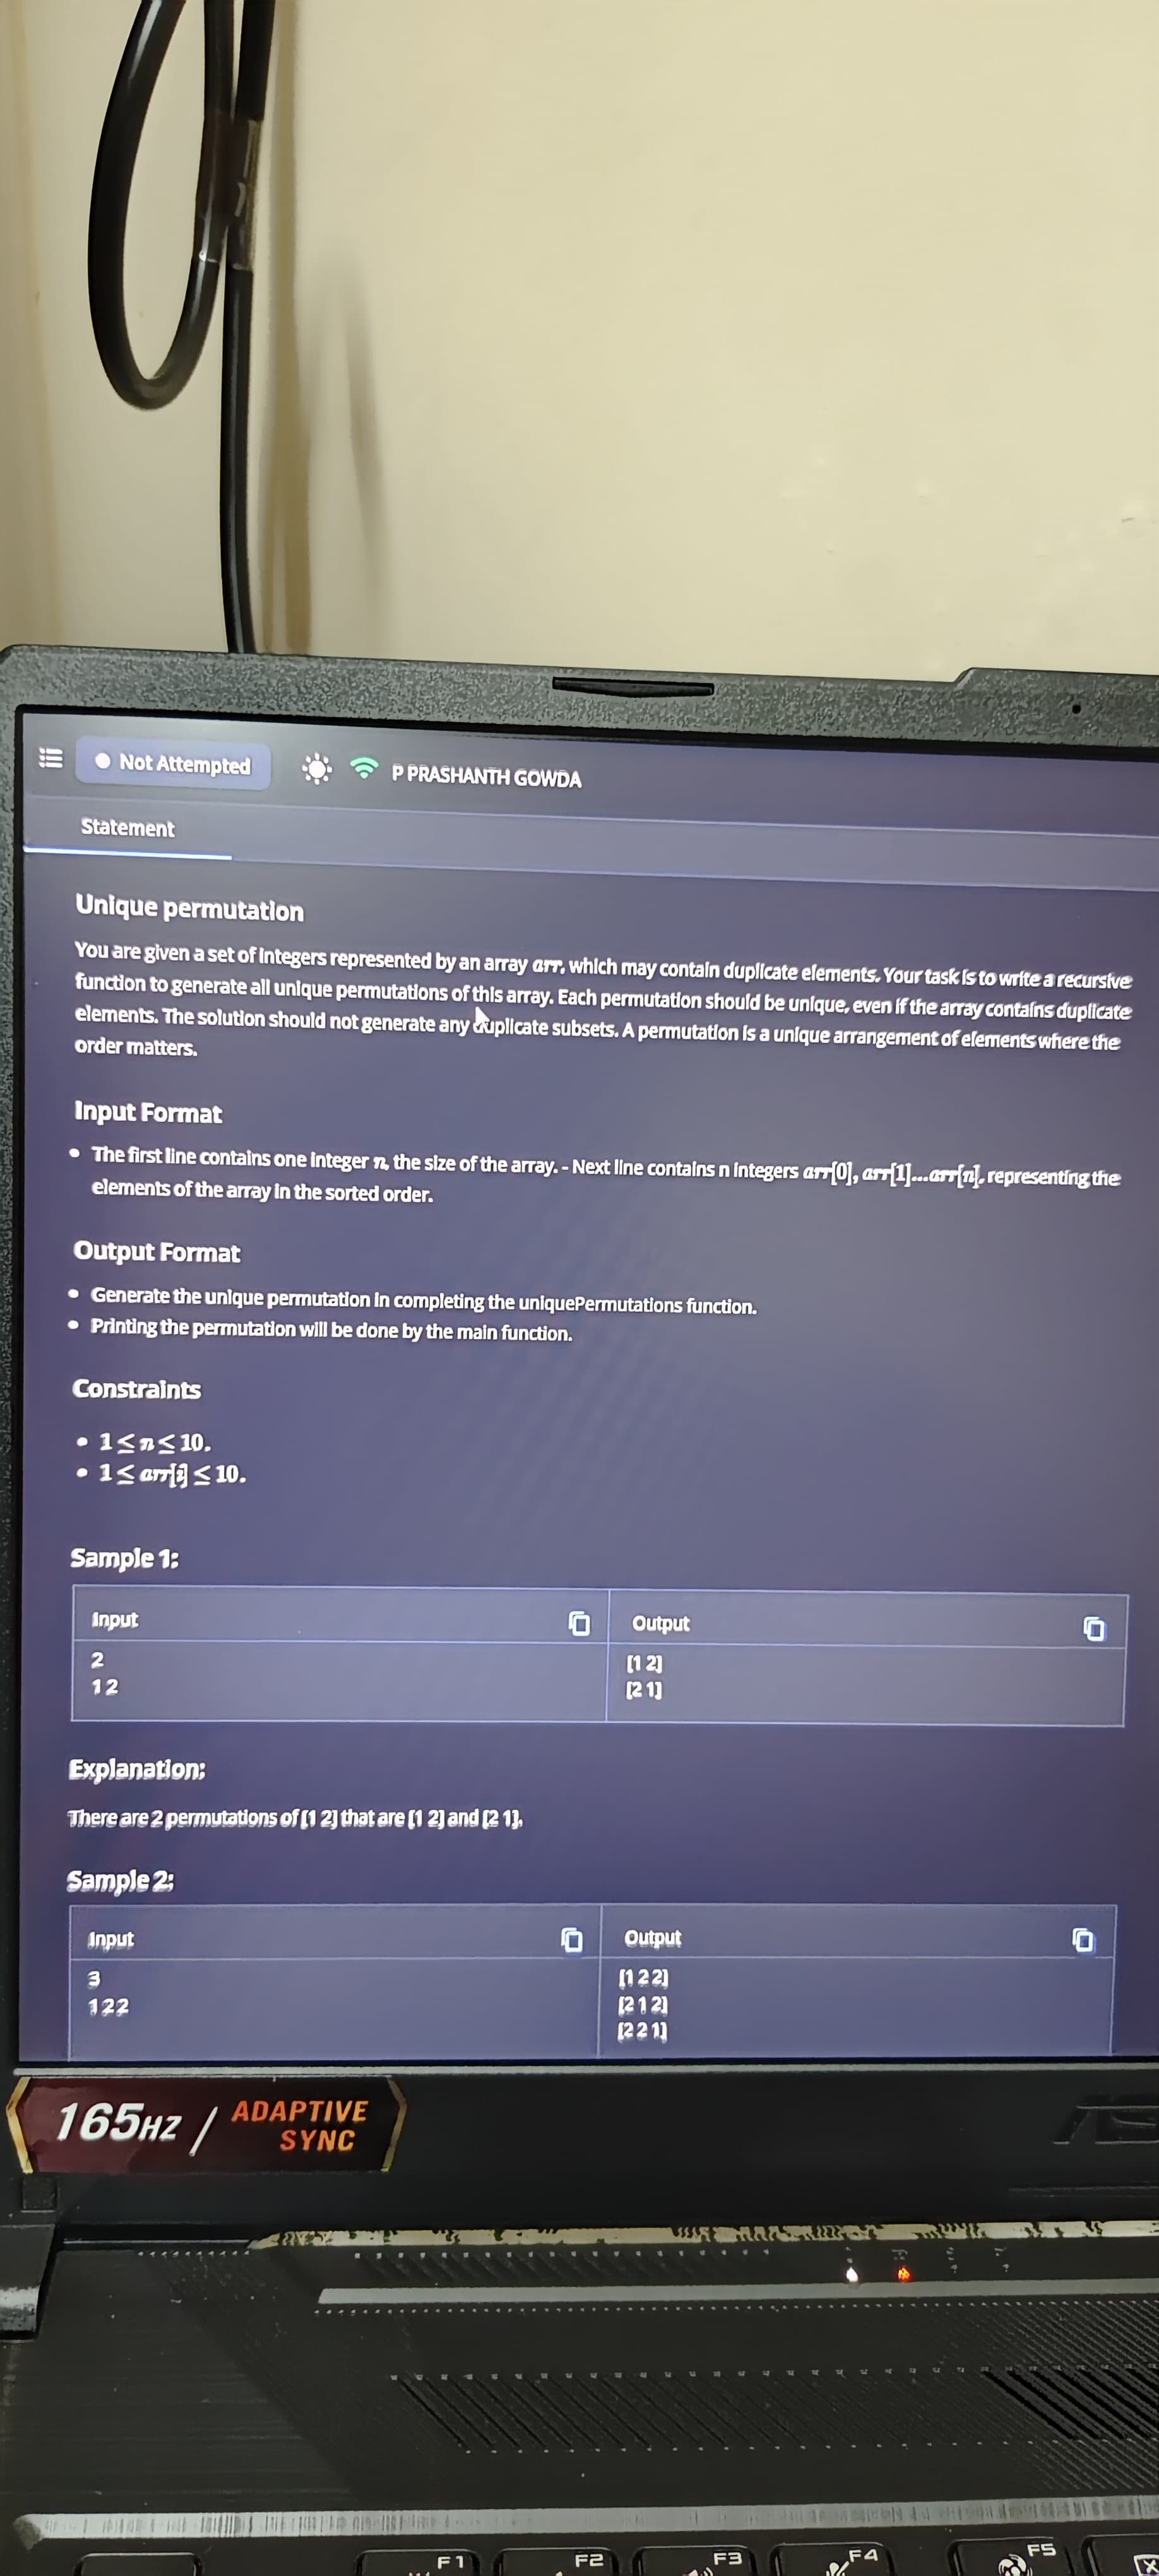 Not Attempted
P PRASHANTH GOWDA
Statement
Unique permutation
You are given a set of integers represented by an array arr, which may contain duplicate elements. Your task is to write a recursive
function to generate all unique permutations of this array. Each permutation should be unique, even if the array contains duplicate
elements. The solution should not generate any duplicate subsets. A permutation is a unique arrangement of elements where the
order matters.
Input Format
• The first line contains one integer n, the size of the array. - Next line contains n integers arr[0], arr[1]...arr[n], representing the
elements of the array in the sorted order.
Output Format
• Generate the unique permutation in completing the uniquePermutations function.
• Printing the permutation will be done by the main function.
Constraints
• 1 ≤ n ≤ 10.
• 1 ≤ arr[i] ≤ 10.
Sample 1:
Input
Output
2
1 2
[1 2]
[2 1]
Explanation:
There are 2 permutations of [1 2] that are [1 2] and [2 1].
Sample 2:
Input
Output
3
1 2 2
[1 2 2]
[2 1 2]
[2 2 1]
165HZ / ADAPTIVE
SYNC
F1
F2
F3
F4
F5